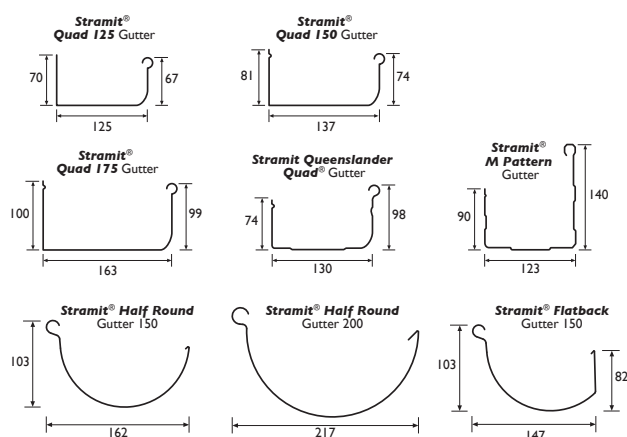 Stramit®
Quad 125 Gutter
70
67
125
Stramit®
Quad 150 Gutter
81
74
137
Stramit®
Quad 175 Gutter
100
99
163
Stramit Queenslander
Quad® Gutter
74
98
130
Stramit®
M Pattern
Gutter
90
140
123
Stramit® Half Round
Gutter 150
103
162
Stramit® Half Round
Gutter 200
217
Stramit® Flatback
Gutter 150
103
82
147